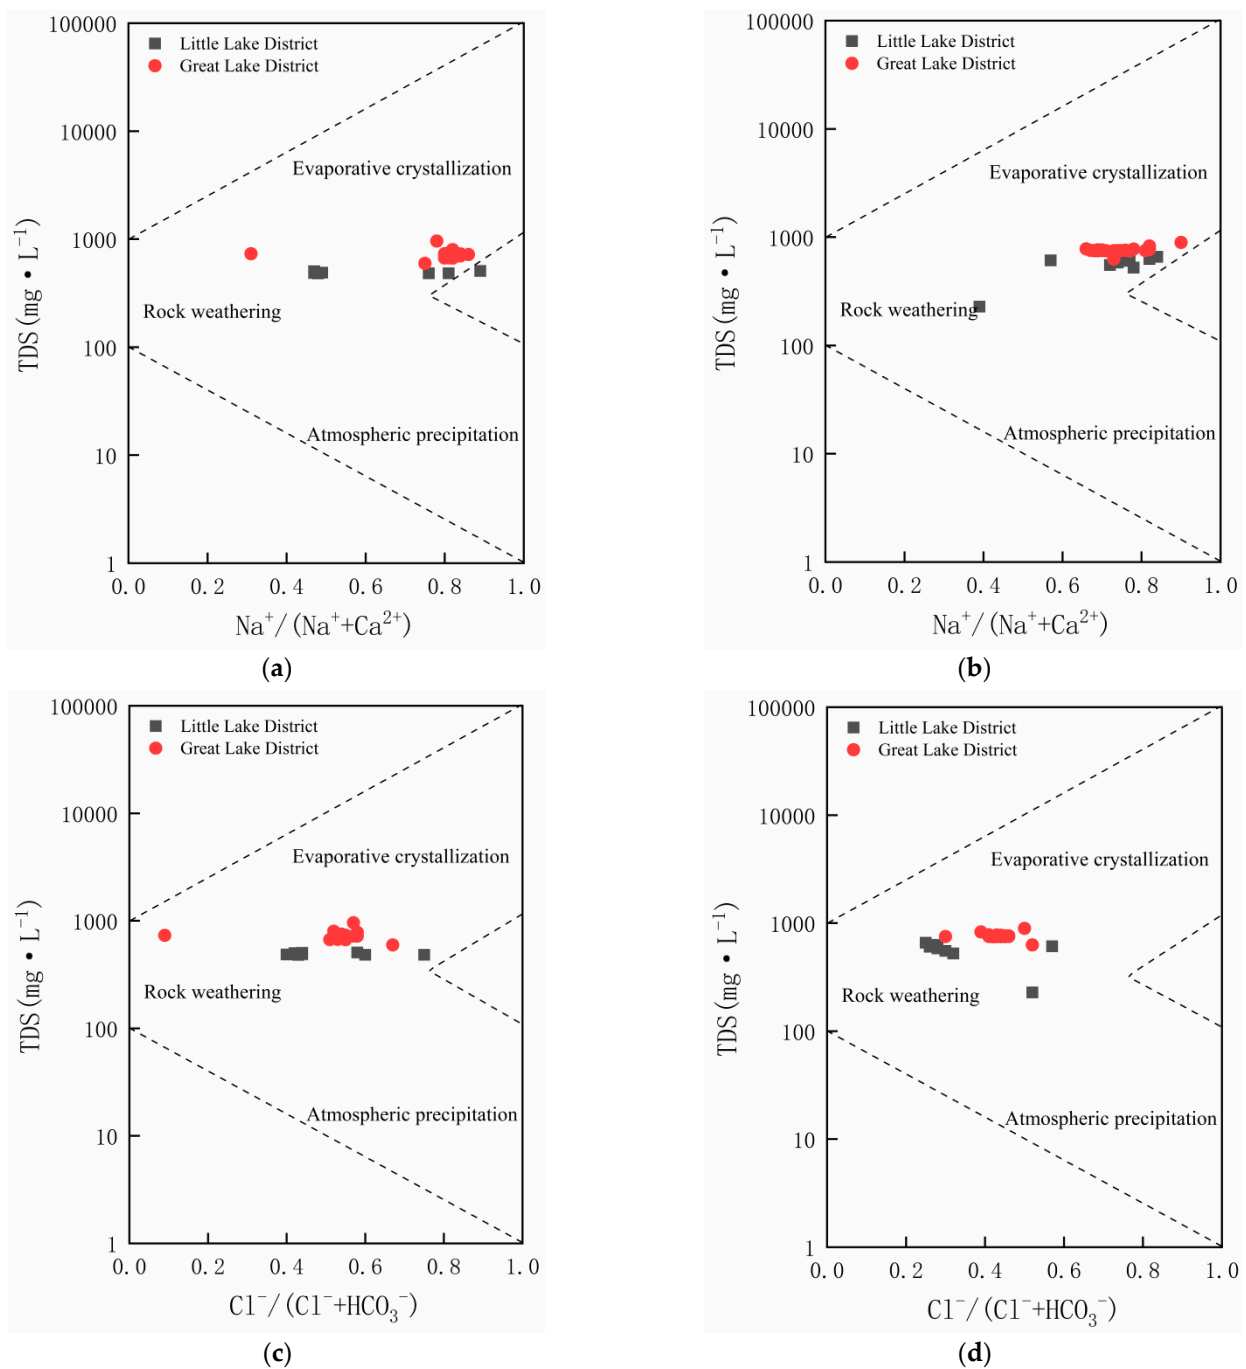 100000
10000
1000
100
10
1
TDS(mg•L⁻¹)
Little Lake District
Great Lake District
Evaporative crystallization
Rock weathering
Atmospheric precipitation
0.0 0.2 0.4 0.6 0.8 1.0
Na⁺/(Na⁺+Ca²⁺)
(a)
100000
10000
1000
100
10
1
TDS(mg•L⁻¹)
Little Lake District
Great Lake District
Evaporative crystallization
Rock weathering
Atmospheric precipitation
0.0 0.2 0.4 0.6 0.8 1.0
Na⁺/(Na⁺+Ca²⁺)
(b)
100000
10000
1000
100
10
1
TDS(mg•L⁻¹)
Little Lake District
Great Lake District
Evaporative crystallization
Rock weathering
Atmospheric precipitation
0.0 0.2 0.4 0.6 0.8 1.0
Cl⁻/(Cl⁻+HCO₃⁻)
(c)
100000
10000
1000
100
10
1
TDS(mg•L⁻¹)
Little Lake District
Great Lake District
Evaporative crystallization
Rock weathering
Atmospheric precipitation
0.0 0.2 0.4 0.6 0.8 1.0
Cl⁻/(Cl⁻+HCO₃⁻)
(d)